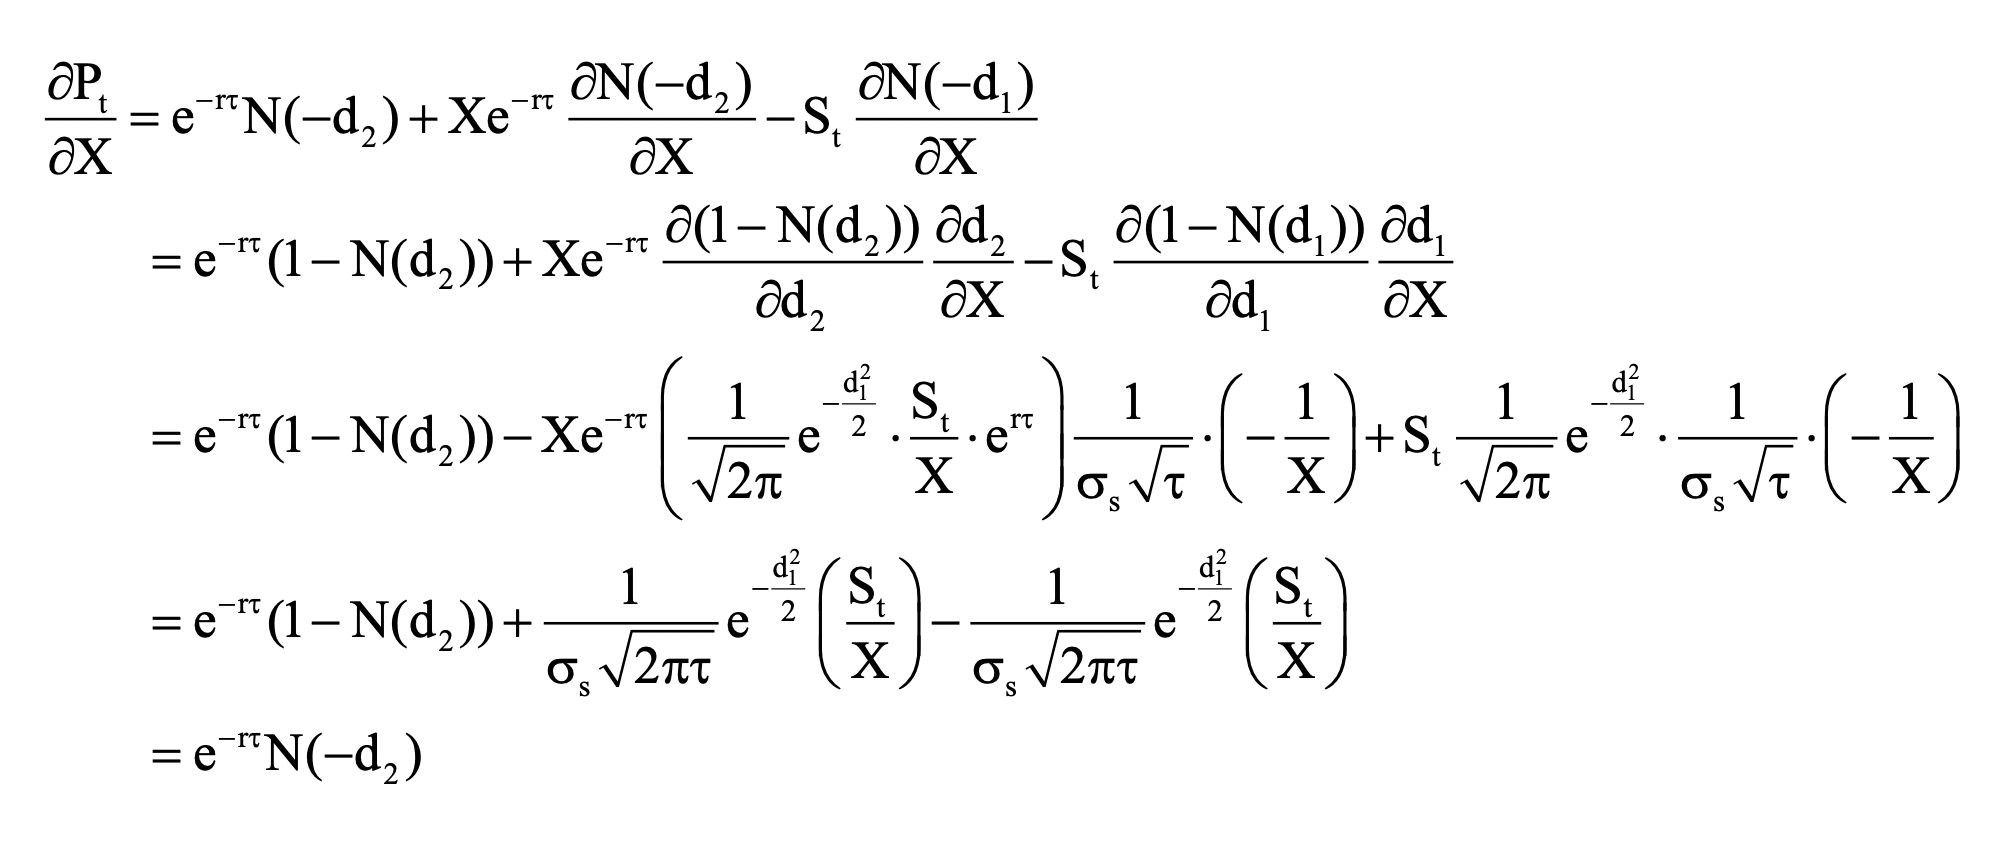 ∂P_t/∂X = e^{−rτ}N(−d_2) + Xe^{−rτ} ∂N(−d_2)/∂X − S_t ∂N(−d_1)/∂X
= e^{−rτ}(1 − N(d_2)) + Xe^{−rτ} ∂(1 − N(d_2))/∂d_2 ∂d_2/∂X − S_t ∂(1 − N(d_1))/∂d_1 ∂d_1/∂X
= e^{−rτ}(1 − N(d_2)) − Xe^{−rτ} (1/√(2π) e^{−d_1^2/2} · S_t/X · e^{rτ}) 1/(σ_s√τ) · (−1/X) + S_t 1/√(2π) e^{−d_1^2/2} · 1/(σ_s√τ) · (−1/X)
= e^{−rτ}(1 − N(d_2)) + 1/(σ_s√(2πτ)) e^{−d_1^2/2} (S_t/X) − 1/(σ_s√(2πτ)) e^{−d_1^2/2} (S_t/X)
= e^{−rτ}N(−d_2)